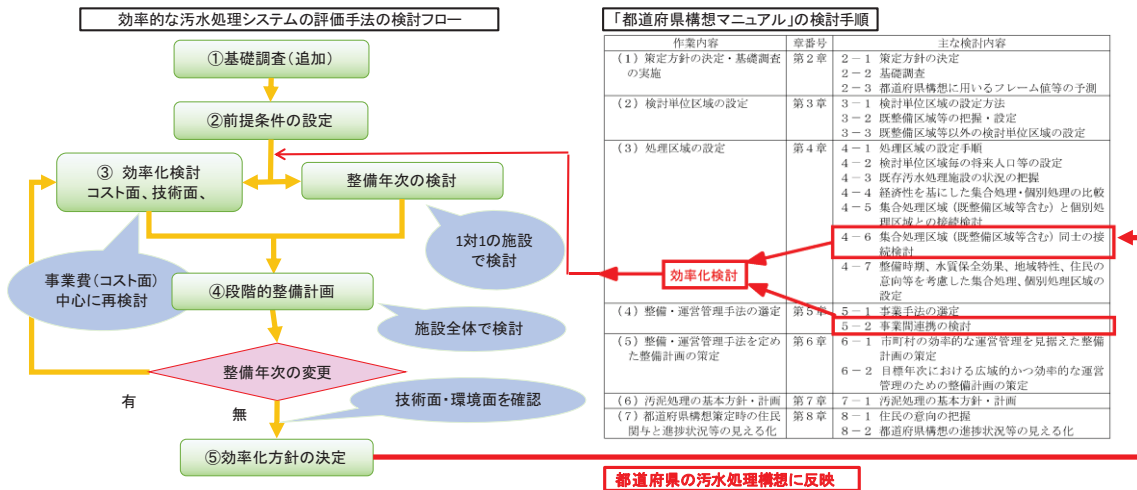 効率的な汚水処理システムの評価手法の検討フロー
①基礎調査(追加)
②前提条件の設定
③ 効率化検討
コスト面、技術面、
整備年次の検討
1対1の施設
で検討
事業費(コスト面)
中心に再検討
④段階的整備計画
施設全体で検討
整備年次の変更
有
無
技術面・環境面を確認
⑤効率化方針の決定
「都道府県構想マニュアル」の検討手順
作業内容 章番号 主な検討内容
(1) 策定方針の決定・基礎調査 第2章 2-1 策定方針の決定
の実施 2-2 基礎調査
2-3 都道府県構想に用いるフレーム値等の予測
(2) 検討単位区域の設定 第3章 3-1 検討単位区域の設定方法
3-2 既整備区域等の把握・設定
3-3 既整備区域等以外の検討単位区域の設定
(3) 処理区域の設定 第4章 4-1 処理区域の設定手順
4-2 検討単位区域毎の将来人口等の設定
4-3 既存汚水処理施設の状況の把握
4-4 経済性を基にした集合処理・個別処理の比較
4-5 集合処理区域(既整備区域等含む)と個別処
理区域との接続検討
4-6 集合処理区域(既整備区域等含む)同士の接
続検討
4-7 整備時期、水質保全効果、地域特性、住民の
意向等を考慮した集合処理、個別処理区域の
設定
効率化検討
(4) 整備・運営管理手法の選定 第5章 5-1 事業手法の選定
5-2 事業間連携の検討
(5) 整備・運営管理手法を定め 第6章 6-1 市町村の効率的な運営管理を見据えた整備
た整備計画の策定 計画の策定
6-2 目標年次における広域的かつ効率的な運営
管理のための整備計画の策定
(6) 汚泥処理の基本方針・計画 第7章 7-1 汚泥処理の基本方針・計画
(7) 都道府県構想策定時の住民 第8章 8-1 住民の意向の把握
関与と進捗状況等の見える化 8-2 都道府県構想の進捗状況等の見える化
都道府県の汚水処理構想に反映